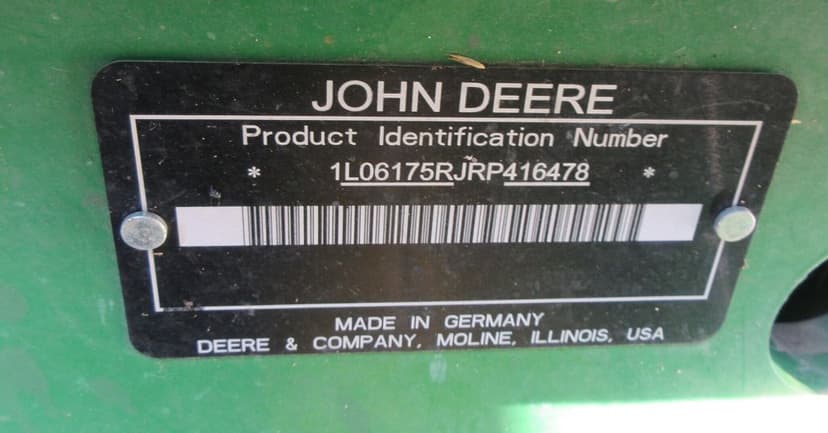 JOHN DEERE
Product Identification Number
* 1L06175RJRP416478 *
MADE IN GERMANY
DEERE & COMPANY, MOLINE, ILLINOIS, USA